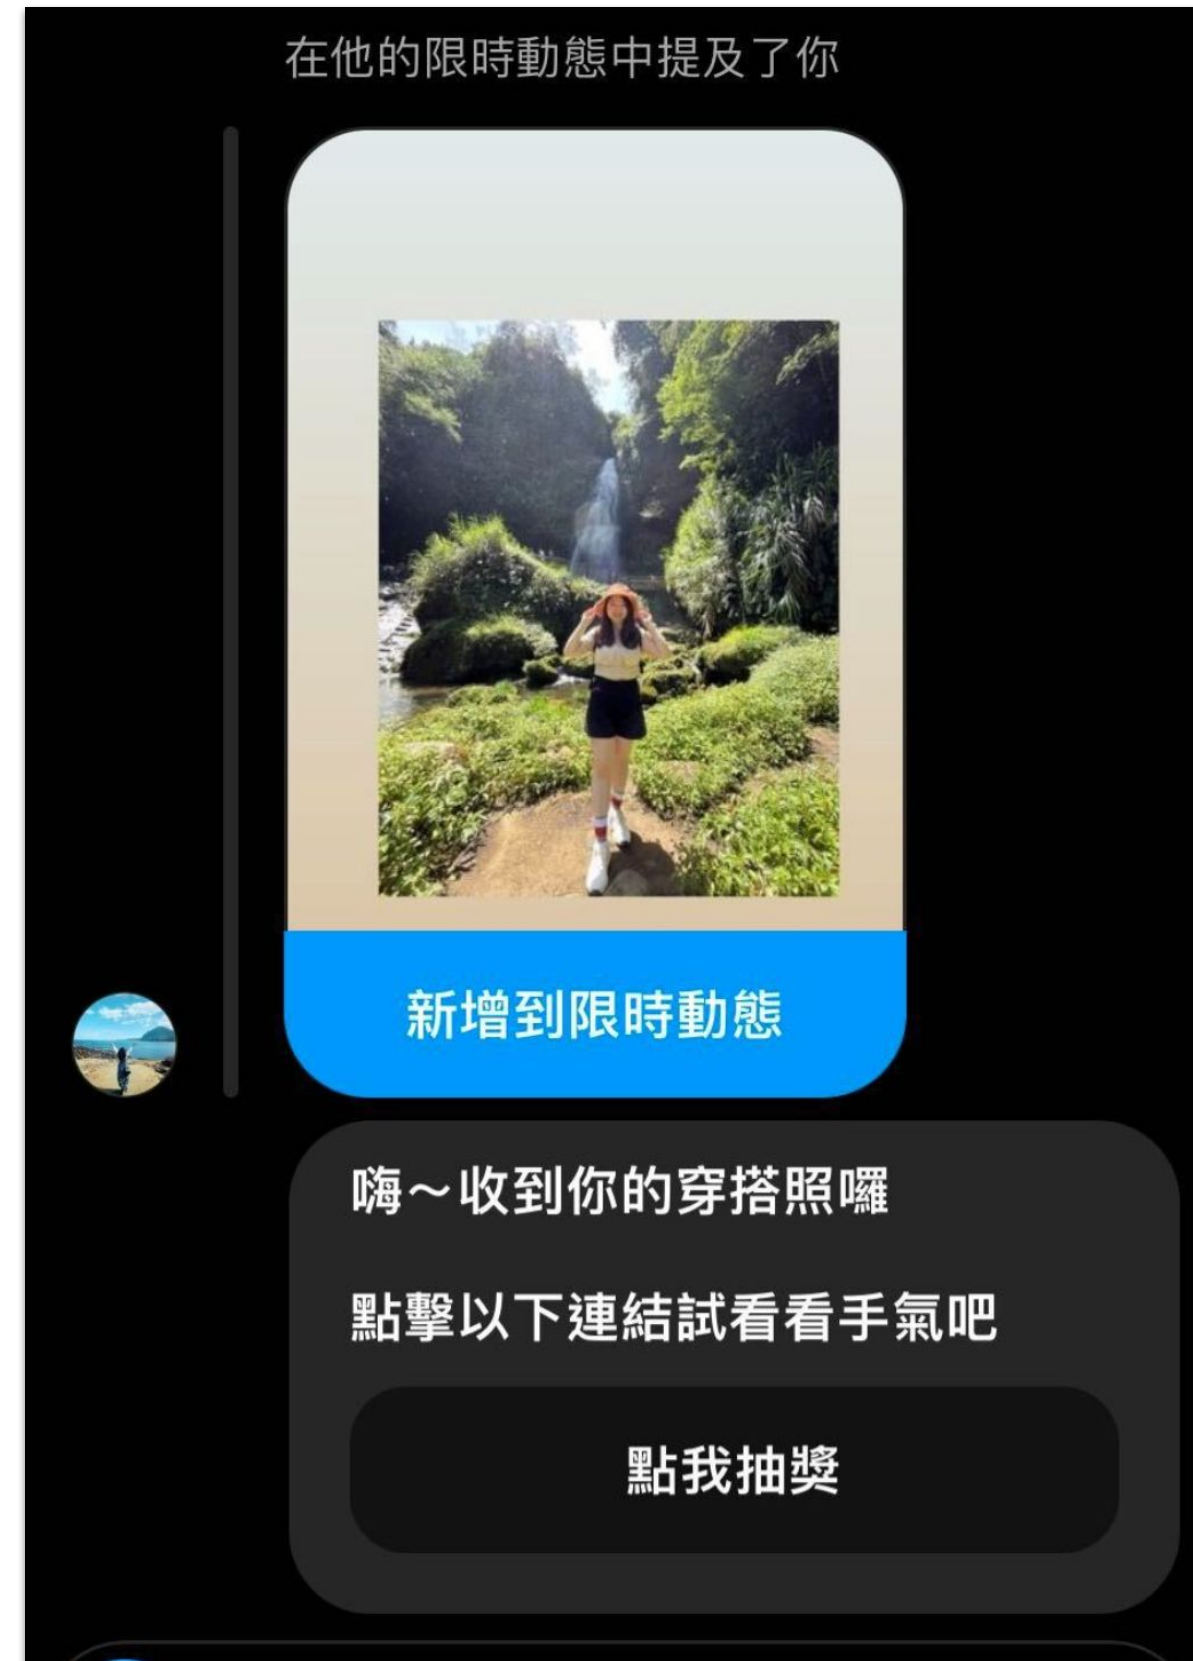 在他的限時動態中提及了你
新增到限時動態
嗨～收到你的穿搭照囉
點擊以下連結試看看手氣吧
點我抽獎